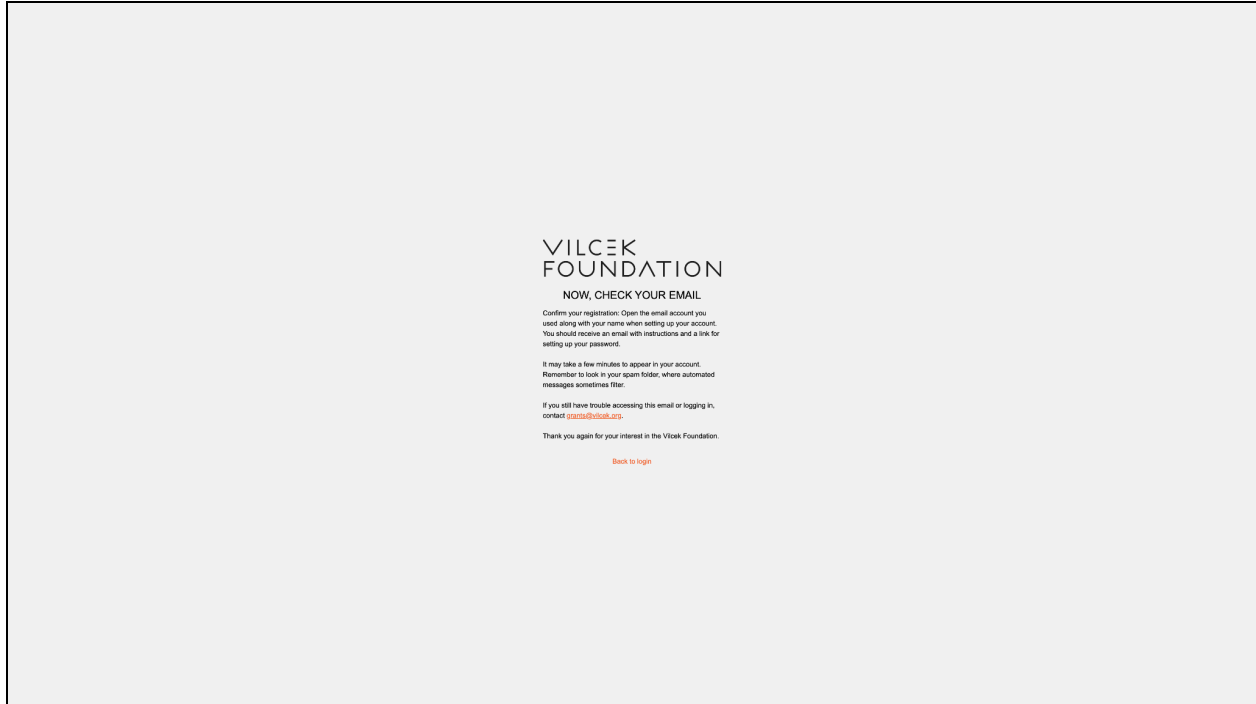 VILCEK
FOUNDATION
NOW, CHECK YOUR EMAIL
Confirm your registration: Open the email account you
used along with your name when setting up your account.
You should receive an email with instructions and a link for
setting up your password.
It may take a few minutes to appear in your account.
Remember to look in your spam folder, where automated
messages sometimes filter.
If you still have trouble accessing this email or logging in,
contact grants@vilcek.org.
Thank you again for your interest in the Vilcek Foundation.
Back to login